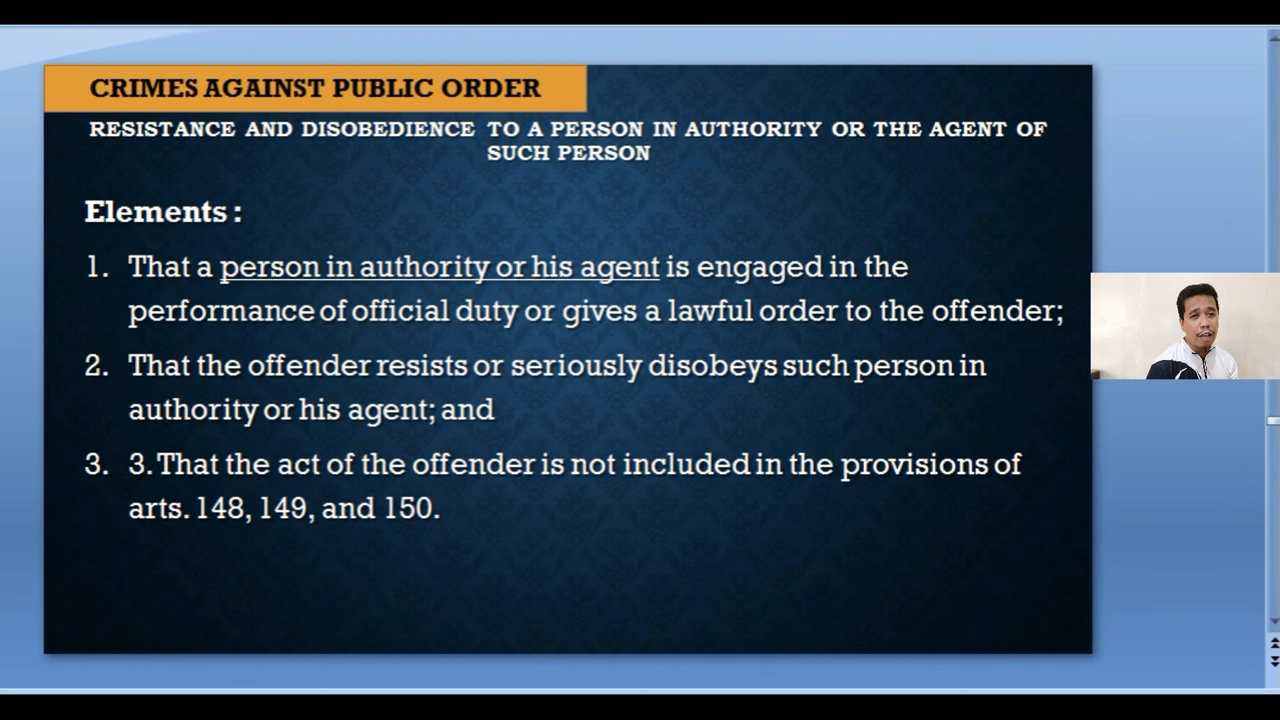 CRIMES AGAINST PUBLIC ORDER
RESISTANCE AND DISOBEDIENCE TO A PERSON IN AUTHORITY OR THE AGENT OF
SUCH PERSON
Elements :
1. That a person in authority or his agent is engaged in the
performance of official duty or gives a lawful order to the offender;
2. That the offender resists or seriously disobeys such person in
authority or his agent; and
3. 3. That the act of the offender is not included in the provisions of
arts. 148, 149, and 150.